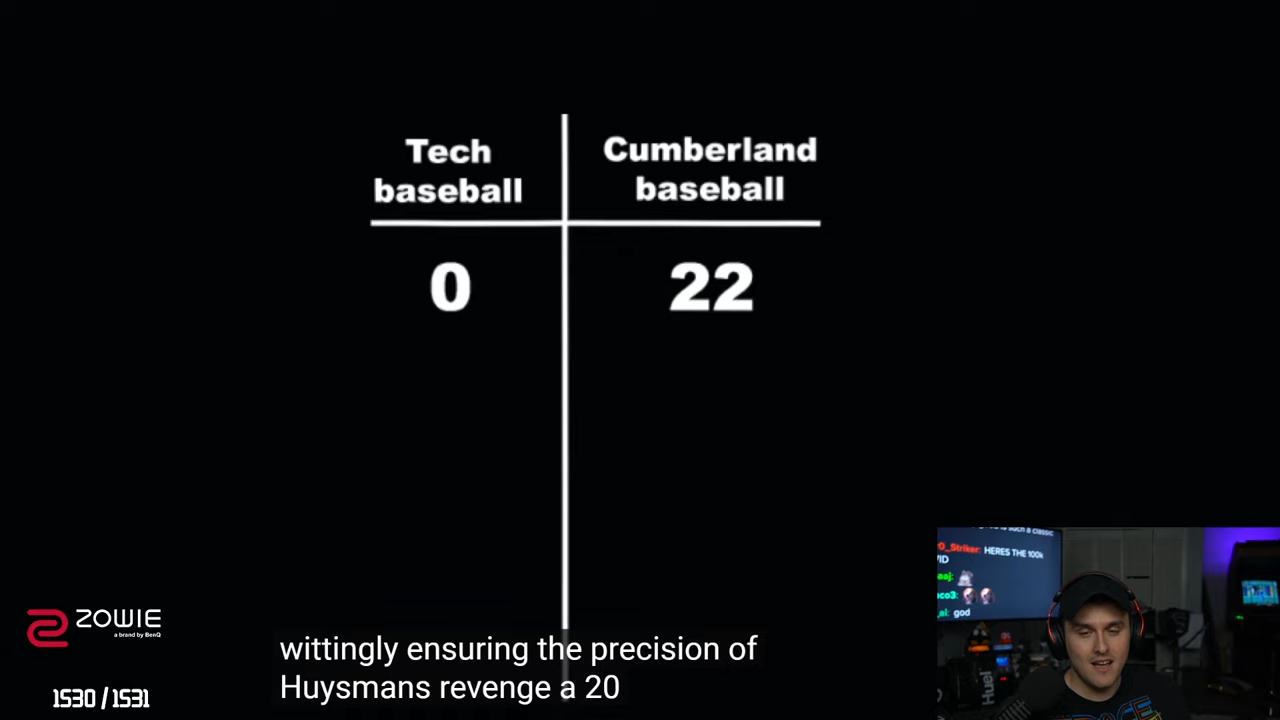 Tech
baseball
Cumberland
baseball
0
22
HERES THE 100k
god
Huel
ZOWIE
a brand by BenQ
wittingly ensuring the precision of
Huysmans revenge a 20
1530 / 1531